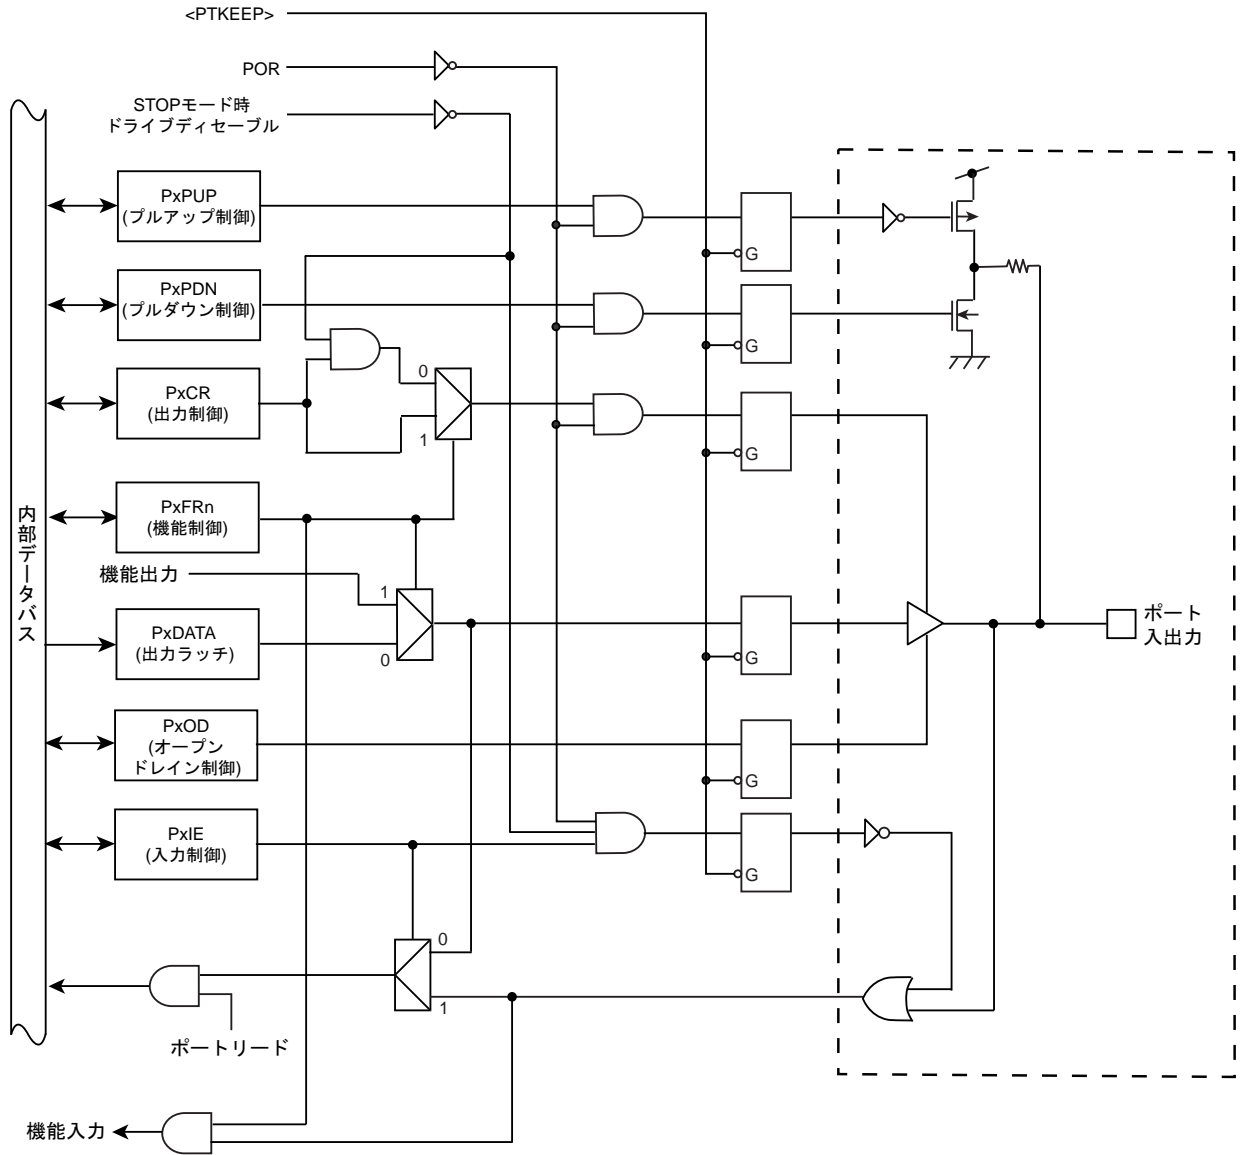 <PTKEEP>
POR
STOPモード時
ドライブディセーブル
PxPUP
(プルアップ制御)
G
PxPDN
(プルダウン制御)
G
0
PxCR
(出力制御)
1
G
PxFRn
(機能制御)
内部データバス
機能出力
1
PxDATA
(出力ラッチ)
0
G
ポート
入出力
PxOD
(オープン
ドレイン制御)
G
PxIE
(入力制御)
G
0
1
ポートリード
機能入力